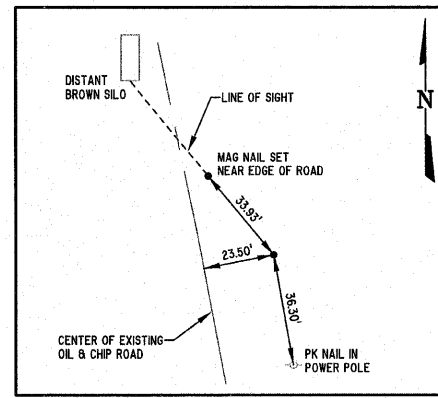 DISTANT
BROWN SILO
LINE OF SIGHT
N
MAG NAIL SET
NEAR EDGE OF ROAD
33.93'
23.50'
36.30'
CENTER OF EXISTING
OIL & CHIP ROAD
PK NAIL IN
POWER POLE